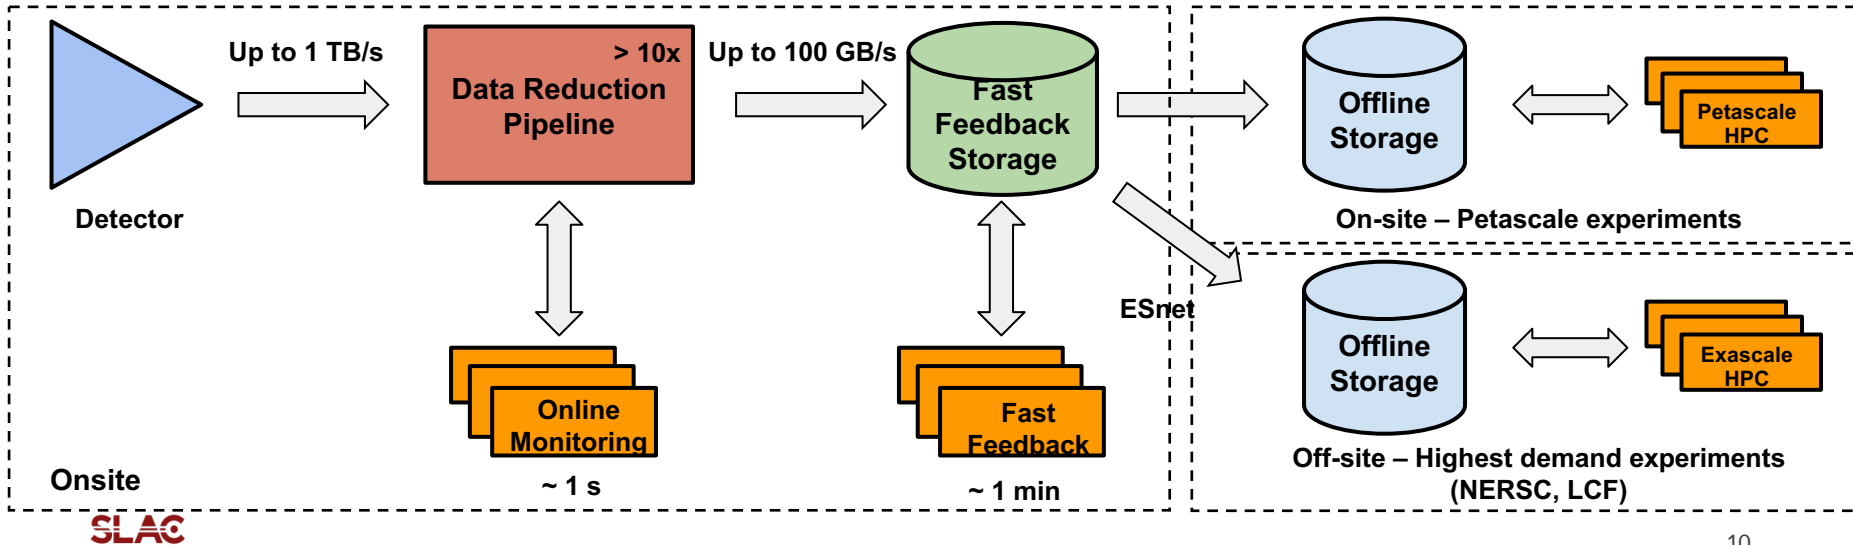 Up to 1 TB/s
> 10x
Data Reduction
Pipeline
Up to 100 GB/s
Fast
Feedback
Storage
Offline
Storage
Petascale
HPC
Detector
On-site – Petascale experiments
ESnet
Offline
Storage
Exascale
HPC
Online
Monitoring
Fast
Feedback
Off-site – Highest demand experiments
(NERSC, LCF)
Onsite
~ 1 s
~ 1 min
SLAC
10